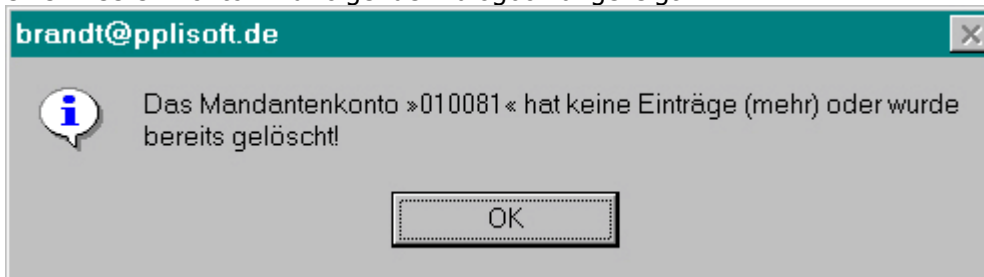 brandt@pplisoft.de
Das Mandantenkonto »010081« hat keine Einträge (mehr) oder wurde
bereits gelöscht!
OK